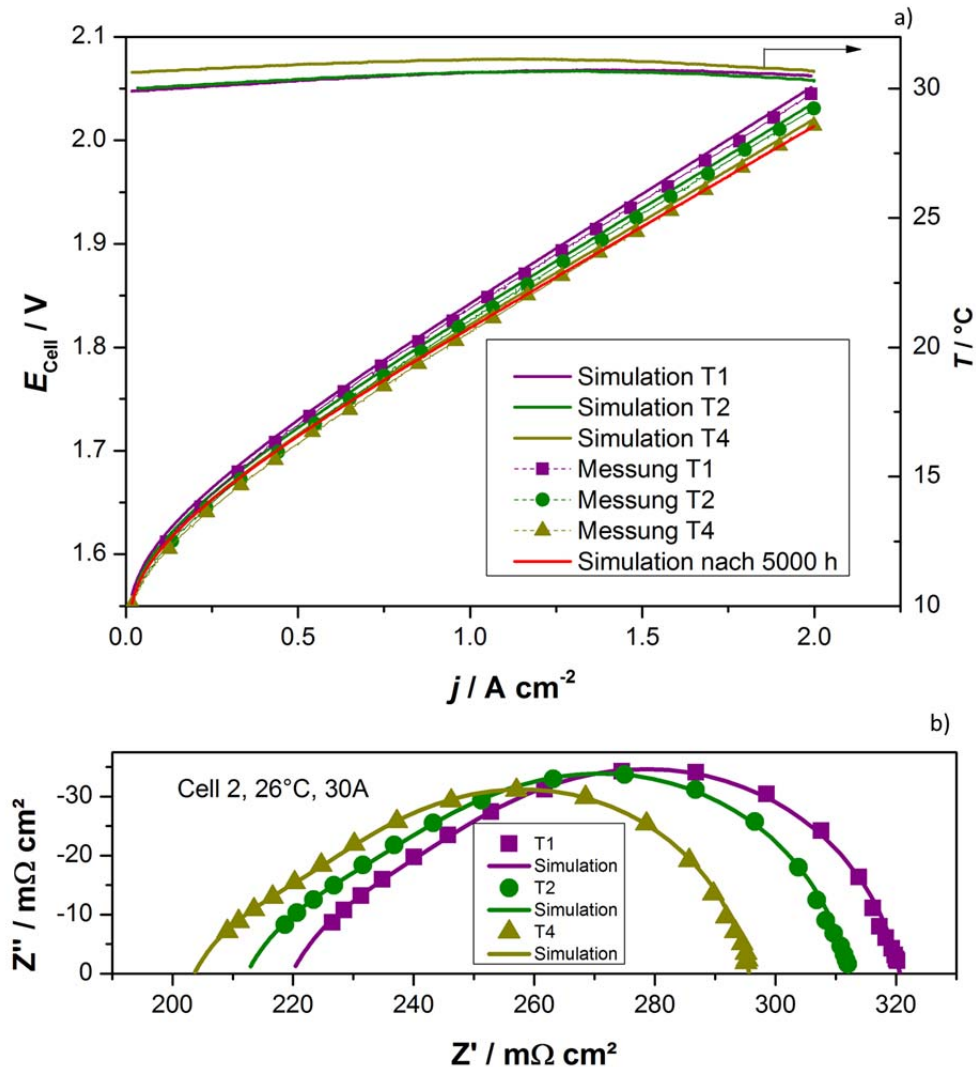 a)
2.1
2.0
1.9
1.8
1.7
1.6
E_Cell / V
30
25
20
15
10
T / °C
Simulation T1
Simulation T2
Simulation T4
Messung T1
Messung T2
Messung T4
Simulation nach 5000 h
0.0 0.5 1.0 1.5 2.0
j / A cm⁻²
b)
Cell 2, 26°C, 30A
-30
-20
-10
0
Z'' / mΩ cm²
T1
Simulation
T2
Simulation
T4
Simulation
200 220 240 260 280 300 320 340
Z' / mΩ cm²